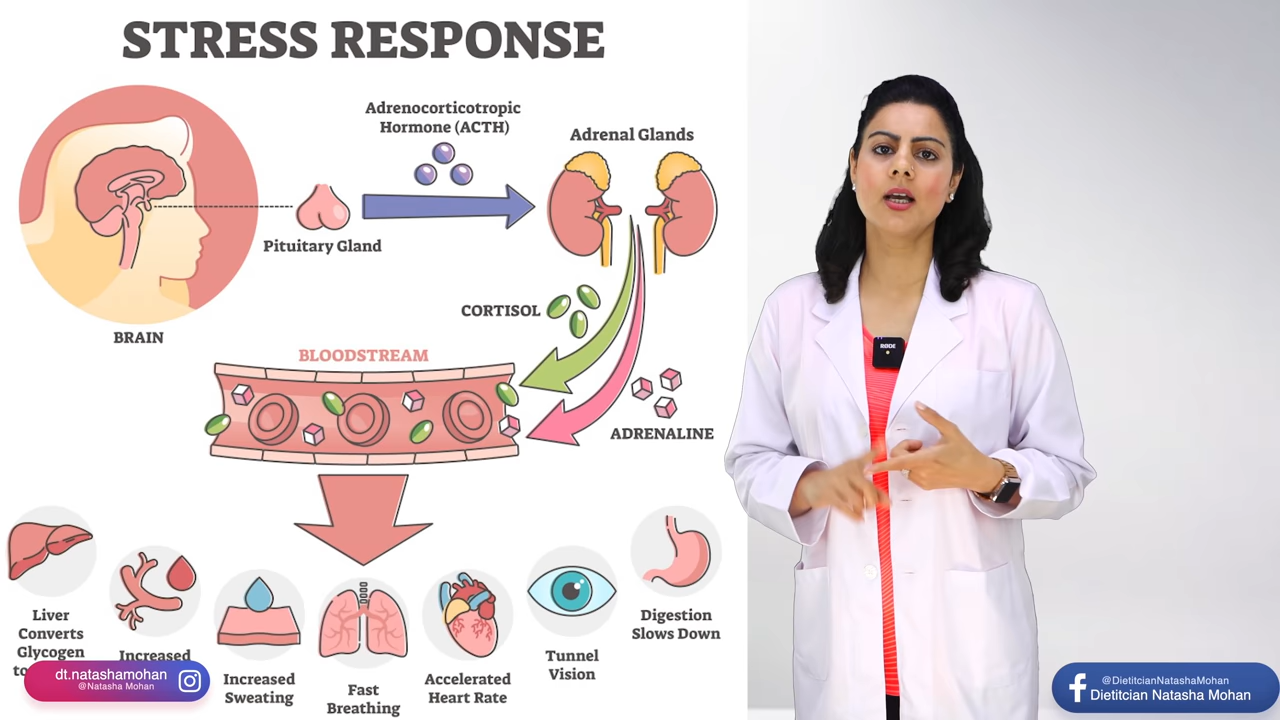 STRESS RESPONSE
Adrenocorticotropic
Hormone (ACTH)
Adrenal Glands
Pituitary Gland
BRAIN
CORTISOL
BLOODSTREAM
ADRENALINE
RØDE
Liver
Converts
Glycogen
Increased
Increased
Sweating
Fast
Breathing
Accelerated
Heart Rate
Tunnel
Vision
Digestion
Slows Down
dt.natashamohan
@Natasha Mohan
@DietitcianNatashaMohan
Dietitcian Natasha Mohan